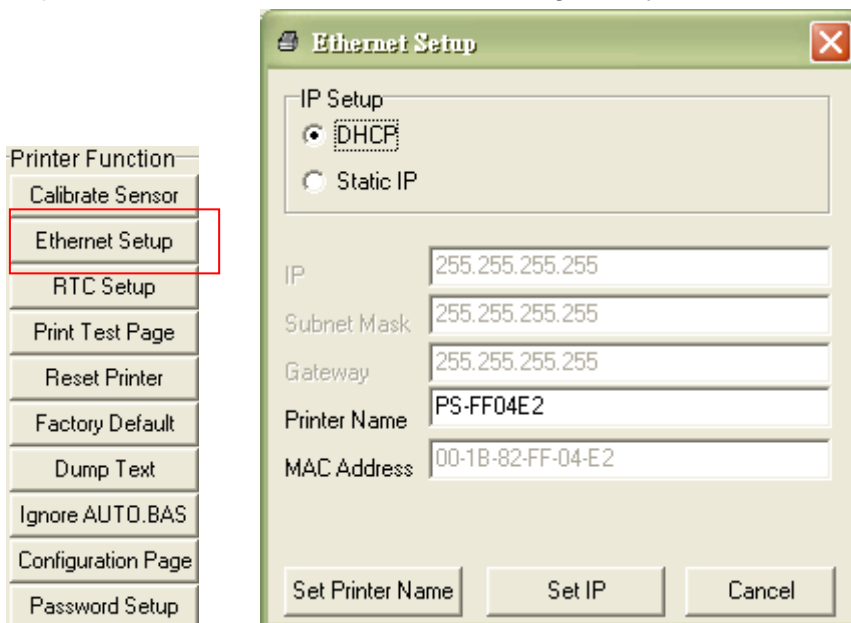 Printer Function
Calibrate Sensor
Ethernet Setup
RTC Setup
Print Test Page
Reset Printer
Factory Default
Dump Text
Ignore AUTO.BAS
Configuration Page
Password Setup
Ethernet Setup
IP Setup
DHCP
Static IP
IP 255.255.255.255
Subnet Mask 255.255.255.255
Gateway 255.255.255.255
Printer Name PS-FF04E2
MAC Address 00-1B-82-FF-04-E2
Set Printer Name Set IP Cancel